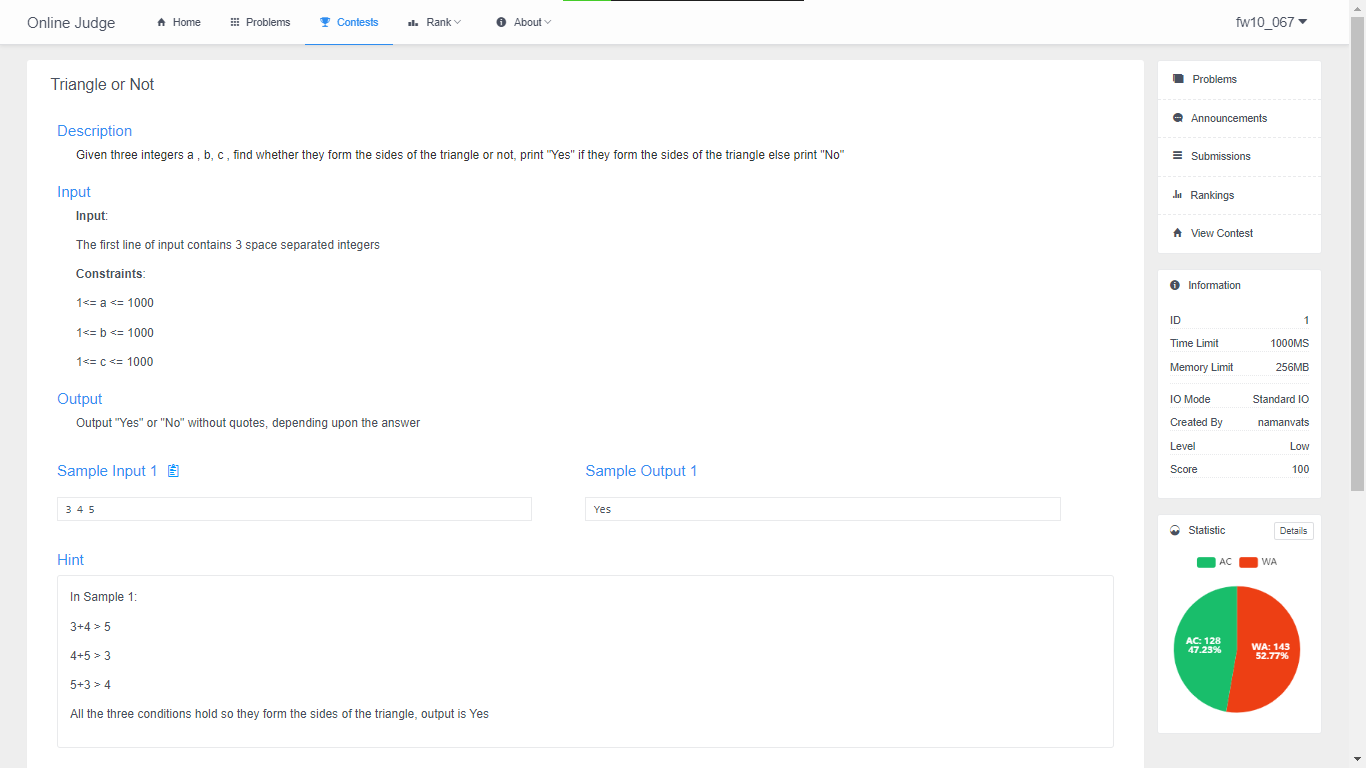 Online Judge
Home
Problems
Contests
Rank
About
fw10_067
Triangle or Not
Description
Given three integers a , b, c , find whether they form the sides of the triangle or not, print "Yes" if they form the sides of the triangle else print "No"
Input
Input:
The first line of input contains 3 space separated integers
Constraints:
1<= a <= 1000
1<= b <= 1000
1<= c <= 1000
Output
Output "Yes" or "No" without quotes, depending upon the answer
Sample Input 1
Sample Output 1
3 4 5
Yes
Hint
In Sample 1:
3+4 > 5
4+5 > 3
5+3 > 4
All the three conditions hold so they form the sides of the triangle, output is Yes
Problems
Announcements
Submissions
Rankings
View Contest
Information
ID 1
Time Limit 1000MS
Memory Limit 256MB
IO Mode Standard IO
Created By namanvats
Level Low
Score 100
Statistic Details
AC WA
AC: 128
47.23%
WA: 143
52.77%